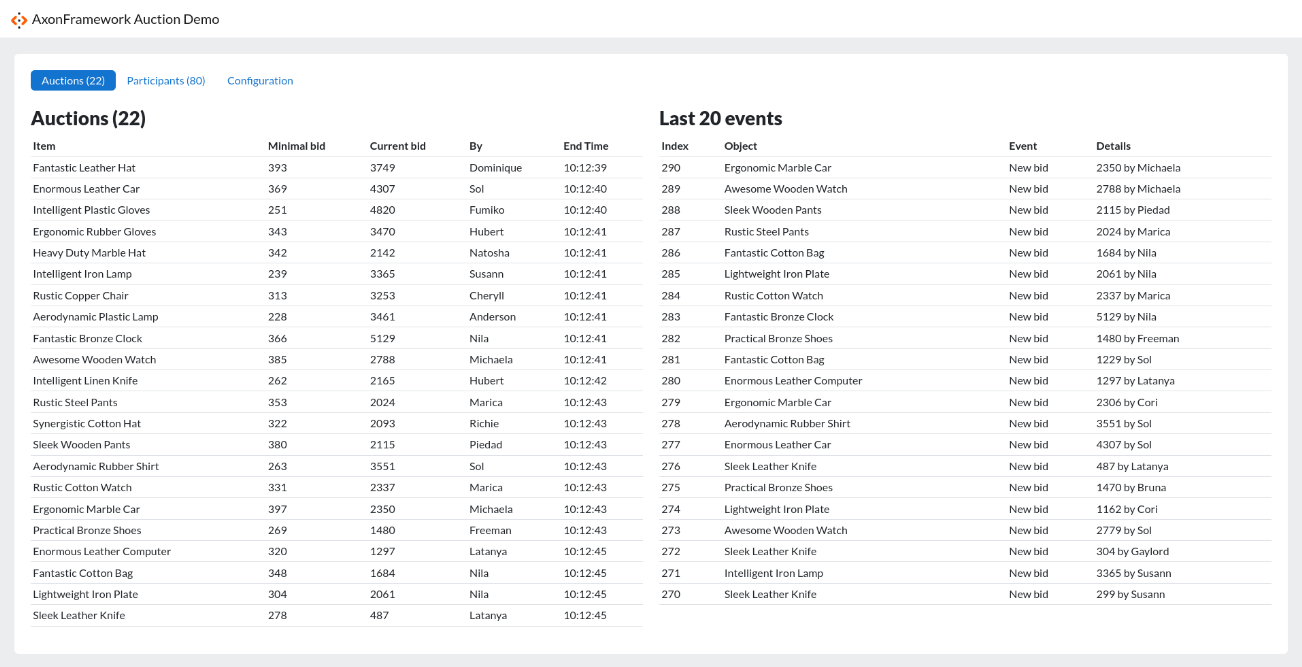 AxonFramework Auction Demo
Auctions (22) Participants (80) Configuration
Auctions (22)
Item Minimal bid Current bid By End Time
Fantastic Leather Hat 393 3749 Dominique 10:12:39
Enormous Leather Car 369 4307 Sol 10:12:40
Intelligent Plastic Gloves 251 4820 Fumiko 10:12:40
Ergonomic Rubber Gloves 343 3470 Hubert 10:12:41
Heavy Duty Marble Hat 342 2142 Natosha 10:12:41
Intelligent Iron Lamp 239 3365 Susann 10:12:41
Rustic Copper Chair 313 3253 Cheryll 10:12:41
Aerodynamic Plastic Lamp 228 3461 Anderson 10:12:41
Fantastic Bronze Clock 366 5129 Nila 10:12:41
Awesome Wooden Watch 385 2788 Michaela 10:12:41
Intelligent Linen Knife 262 2165 Hubert 10:12:42
Rustic Steel Pants 353 2024 Marica 10:12:43
Synergistic Cotton Hat 322 2093 Richie 10:12:43
Sleek Wooden Pants 380 2115 Piedad 10:12:43
Aerodynamic Rubber Shirt 263 3551 Sol 10:12:43
Rustic Cotton Watch 331 2337 Marica 10:12:43
Ergonomic Marble Car 397 2350 Michaela 10:12:43
Practical Bronze Shoes 269 1480 Freeman 10:12:43
Enormous Leather Computer 320 1297 Latanya 10:12:45
Fantastic Cotton Bag 348 1684 Nila 10:12:45
Lightweight Iron Plate 304 2061 Nila 10:12:45
Sleek Leather Knife 278 487 Latanya 10:12:45
Last 20 events
Index Object Event Details
290 Ergonomic Marble Car New bid 2350 by Michaela
289 Awesome Wooden Watch New bid 2788 by Michaela
288 Sleek Wooden Pants New bid 2115 by Piedad
287 Rustic Steel Pants New bid 2024 by Marica
286 Fantastic Cotton Bag New bid 1684 by Nila
285 Lightweight Iron Plate New bid 2061 by Nila
284 Rustic Cotton Watch New bid 2337 by Marica
283 Fantastic Bronze Clock New bid 5129 by Nila
282 Practical Bronze Shoes New bid 1480 by Freeman
281 Fantastic Cotton Bag New bid 1229 by Sol
280 Enormous Leather Computer New bid 1297 by Latanya
279 Ergonomic Marble Car New bid 2306 by Cori
278 Aerodynamic Rubber Shirt New bid 3551 by Sol
277 Enormous Leather Car New bid 4307 by Sol
276 Sleek Leather Knife New bid 487 by Latanya
275 Practical Bronze Shoes New bid 1470 by Bruna
274 Lightweight Iron Plate New bid 1162 by Cori
273 Awesome Wooden Watch New bid 2779 by Sol
272 Sleek Leather Knife New bid 304 by Gaylord
271 Intelligent Iron Lamp New bid 3365 by Susann
270 Sleek Leather Knife New bid 299 by Susann